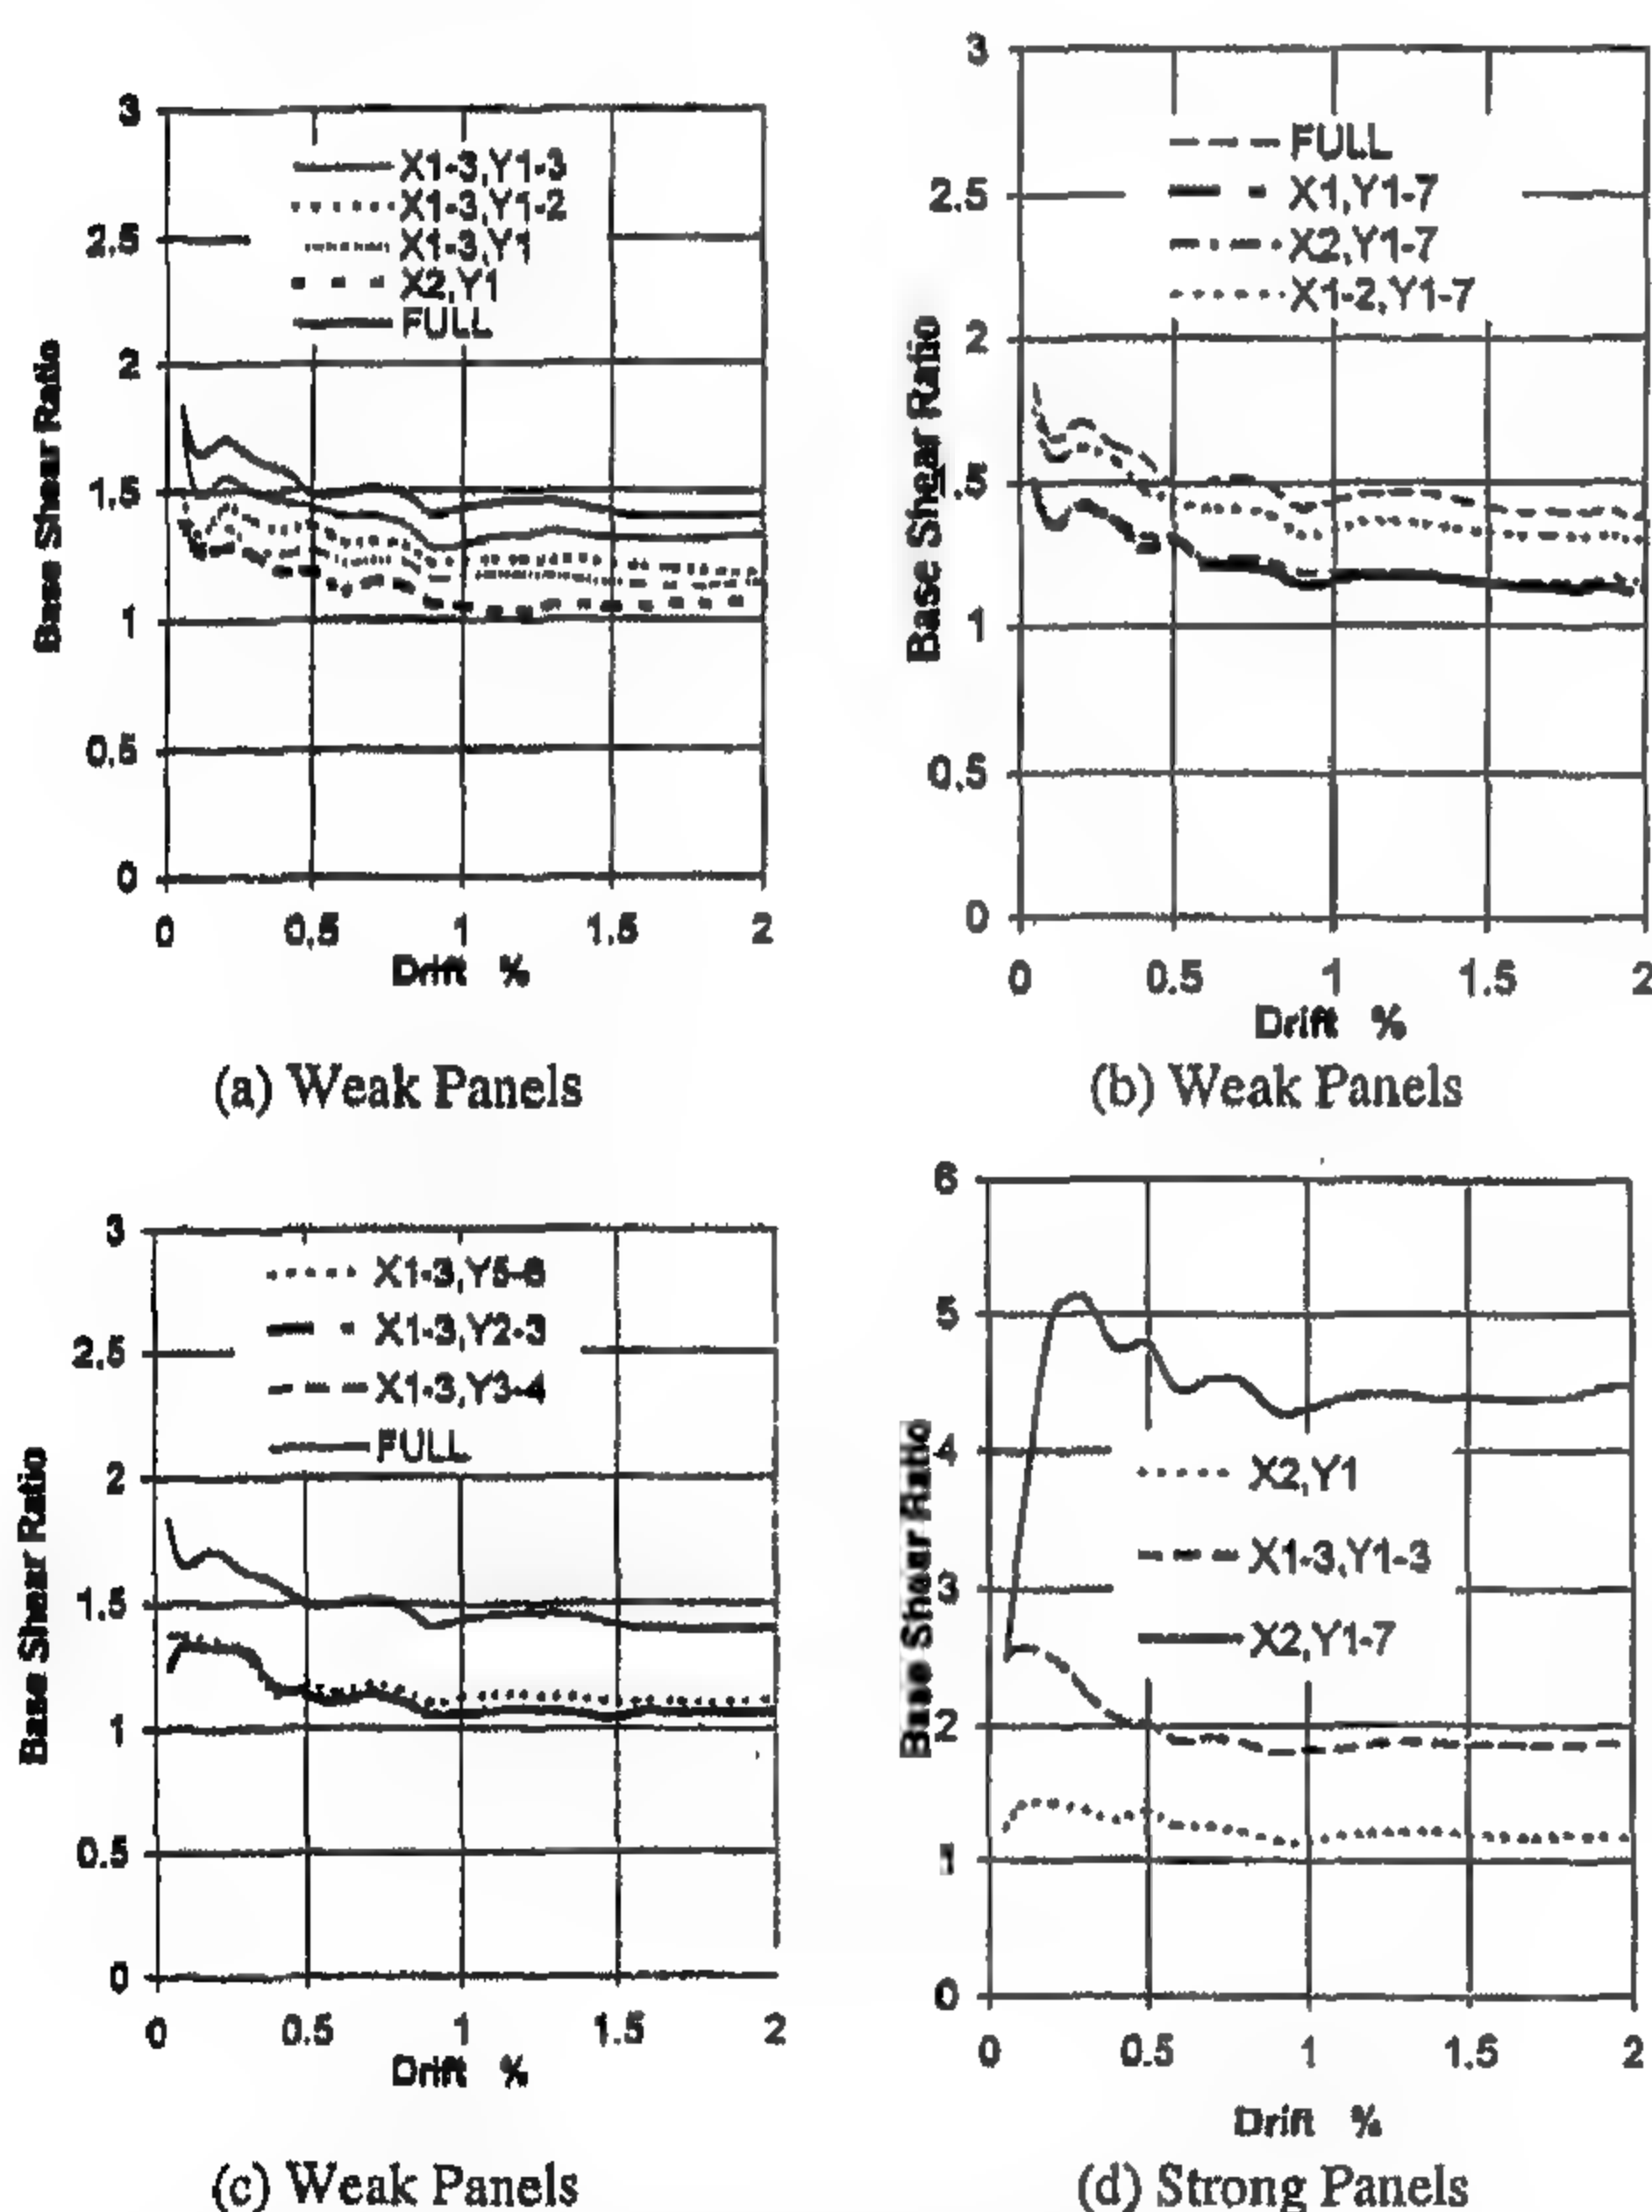 3
2.5
2
1.5
1
0.5
0
Base Shear Ratio
X1-3,Y1-3
X1-3,Y1-2
X1-3,Y1
X2,Y1
FULL
0 0.5 1 1.5 2
Drift %
(a) Weak Panels
3
2.5
2
.5
1
0.5
0
Base Shear Ratio
FULL
X1,Y1-7
X2,Y1-7
X1-2,Y1-7
0 0.5 1 1.5 2
Drift %
(b) Weak Panels
3
2.5
2
1.5
1
0.5
0
Base Shear Ratio
X1-3,Y5-6
X1-3,Y2-3
X1-3,Y3-4
FULL
0 0.5 1 1.5 2
Drift %
(c) Weak Panels
6
5
4
3
2
1
0
Base Shear Ratio
X2,Y1
X1-3,Y1-3
X2,Y1-7
0 0.5 1 1.5 2
Drift %
(d) Strong Panels